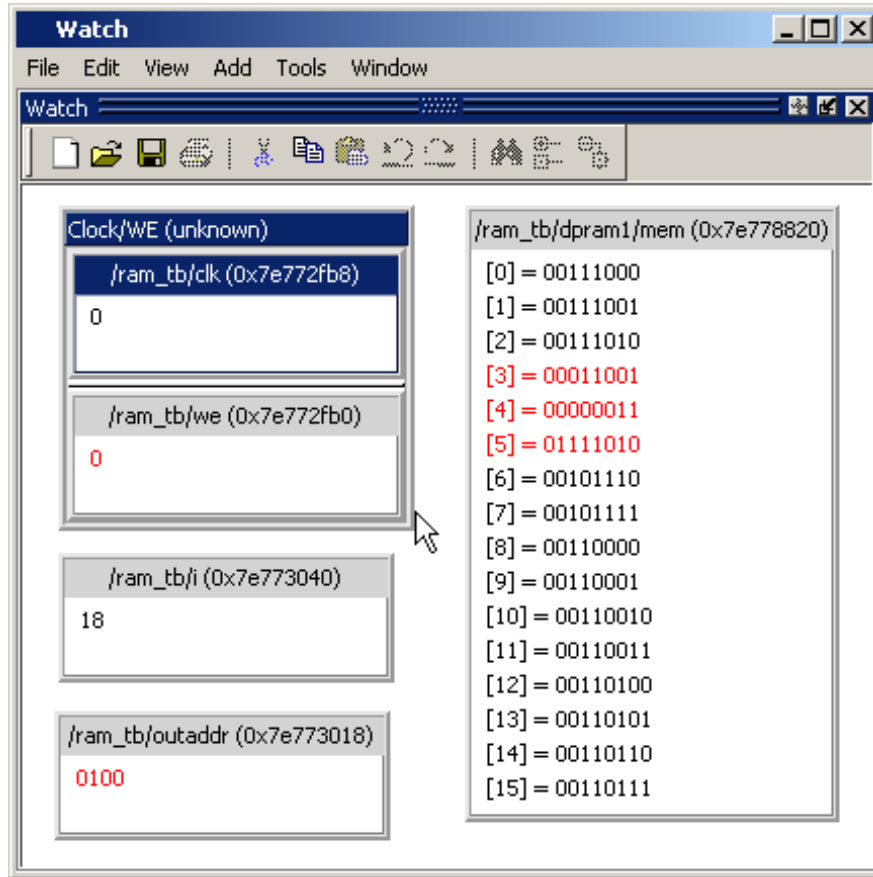 Watch
File Edit View Add Tools Window
Watch
Clock/WE (unknown)
/ram_tb/clk (0x7e772fb8)
0
/ram_tb/we (0x7e772fb0)
0
/ram_tb/i (0x7e773040)
18
/ram_tb/outaddr (0x7e773018)
0100
/ram_tb/dpram1/mem (0x7e778820)
[0] = 00111000
[1] = 00111001
[2] = 00111010
[3] = 00011001
[4] = 00000011
[5] = 01111010
[6] = 00101110
[7] = 00101111
[8] = 00110000
[9] = 00110001
[10] = 00110010
[11] = 00110011
[12] = 00110100
[13] = 00110101
[14] = 00110110
[15] = 00110111